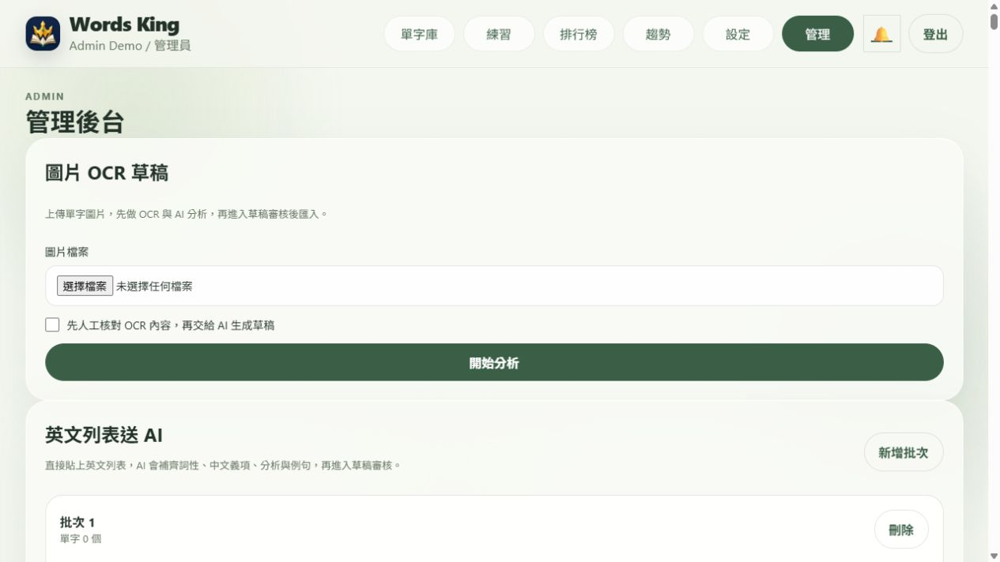 Words King
Admin Demo / 管理員
單字庫
練習
排行榜
趨勢
設定
管理
登出
ADMIN
管理後台
圖片 OCR 草稿
上傳單字圖片，先做 OCR 與 AI 分析，再進入草稿審核後匯入。
圖片檔案
選擇檔案 未選擇任何檔案
先人工核對 OCR 內容，再交給 AI 生成草稿
開始分析
英文列表送 AI
直接貼上英文列表，AI 會補齊詞性、中文義項、分析與例句，再進入草稿審核。
新增批次
批次 1
單字 0 個
刪除